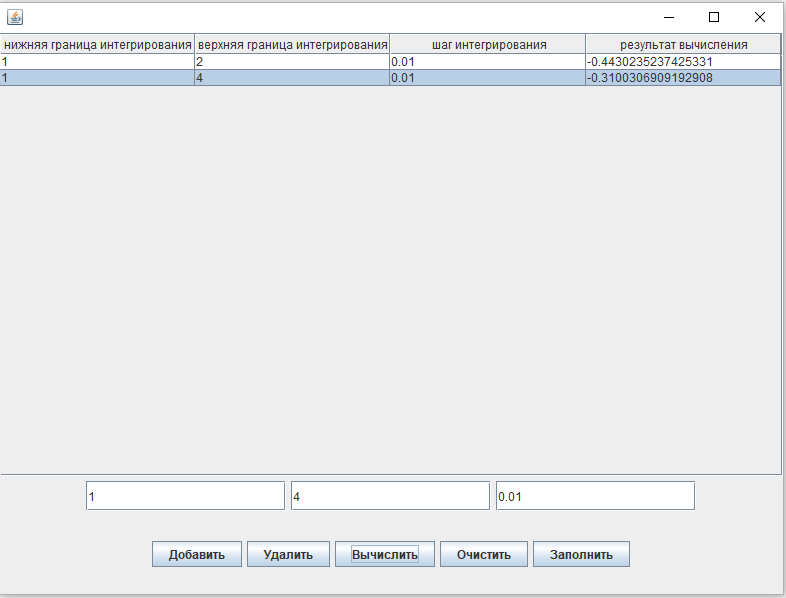 нижняя граница интегрирования верхняя граница интегрирования шаг интегрирования результат вычисления
1 2 0.01 -0.4430235237425331
1 4 0.01 -0.3100306909192908
1 4 0.01
Добавить Удалить Вычислить Очистить Заполнить